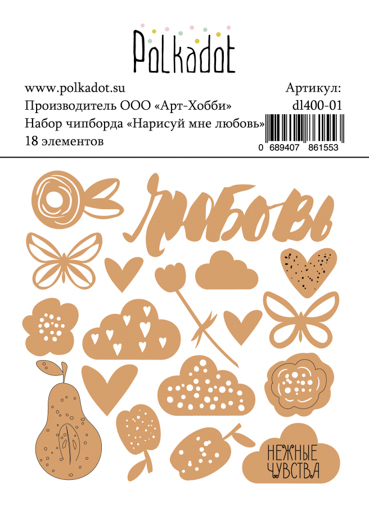 Polkadot
www.polkadot.su
Артикул:
Производитель ООО «Арт-Хобби»
dl400-01
Набор чипборда «Нарисуй мне любовь»
18 элементов
0 689407 861553
Любовь
НЕЖНЫЕ
ЧУВСТВА